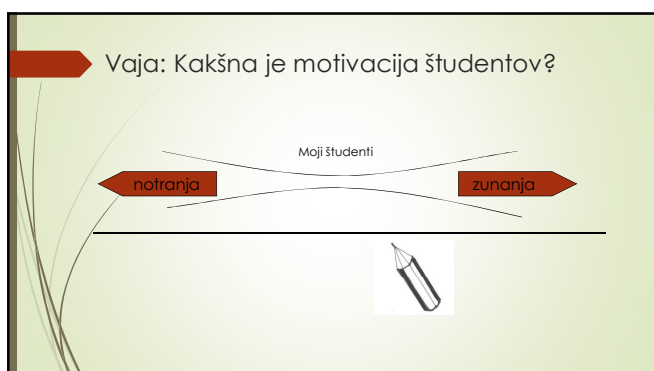 Vaja: Kakšna je motivacija študentov?
Moji študenti
notranja
zunanja